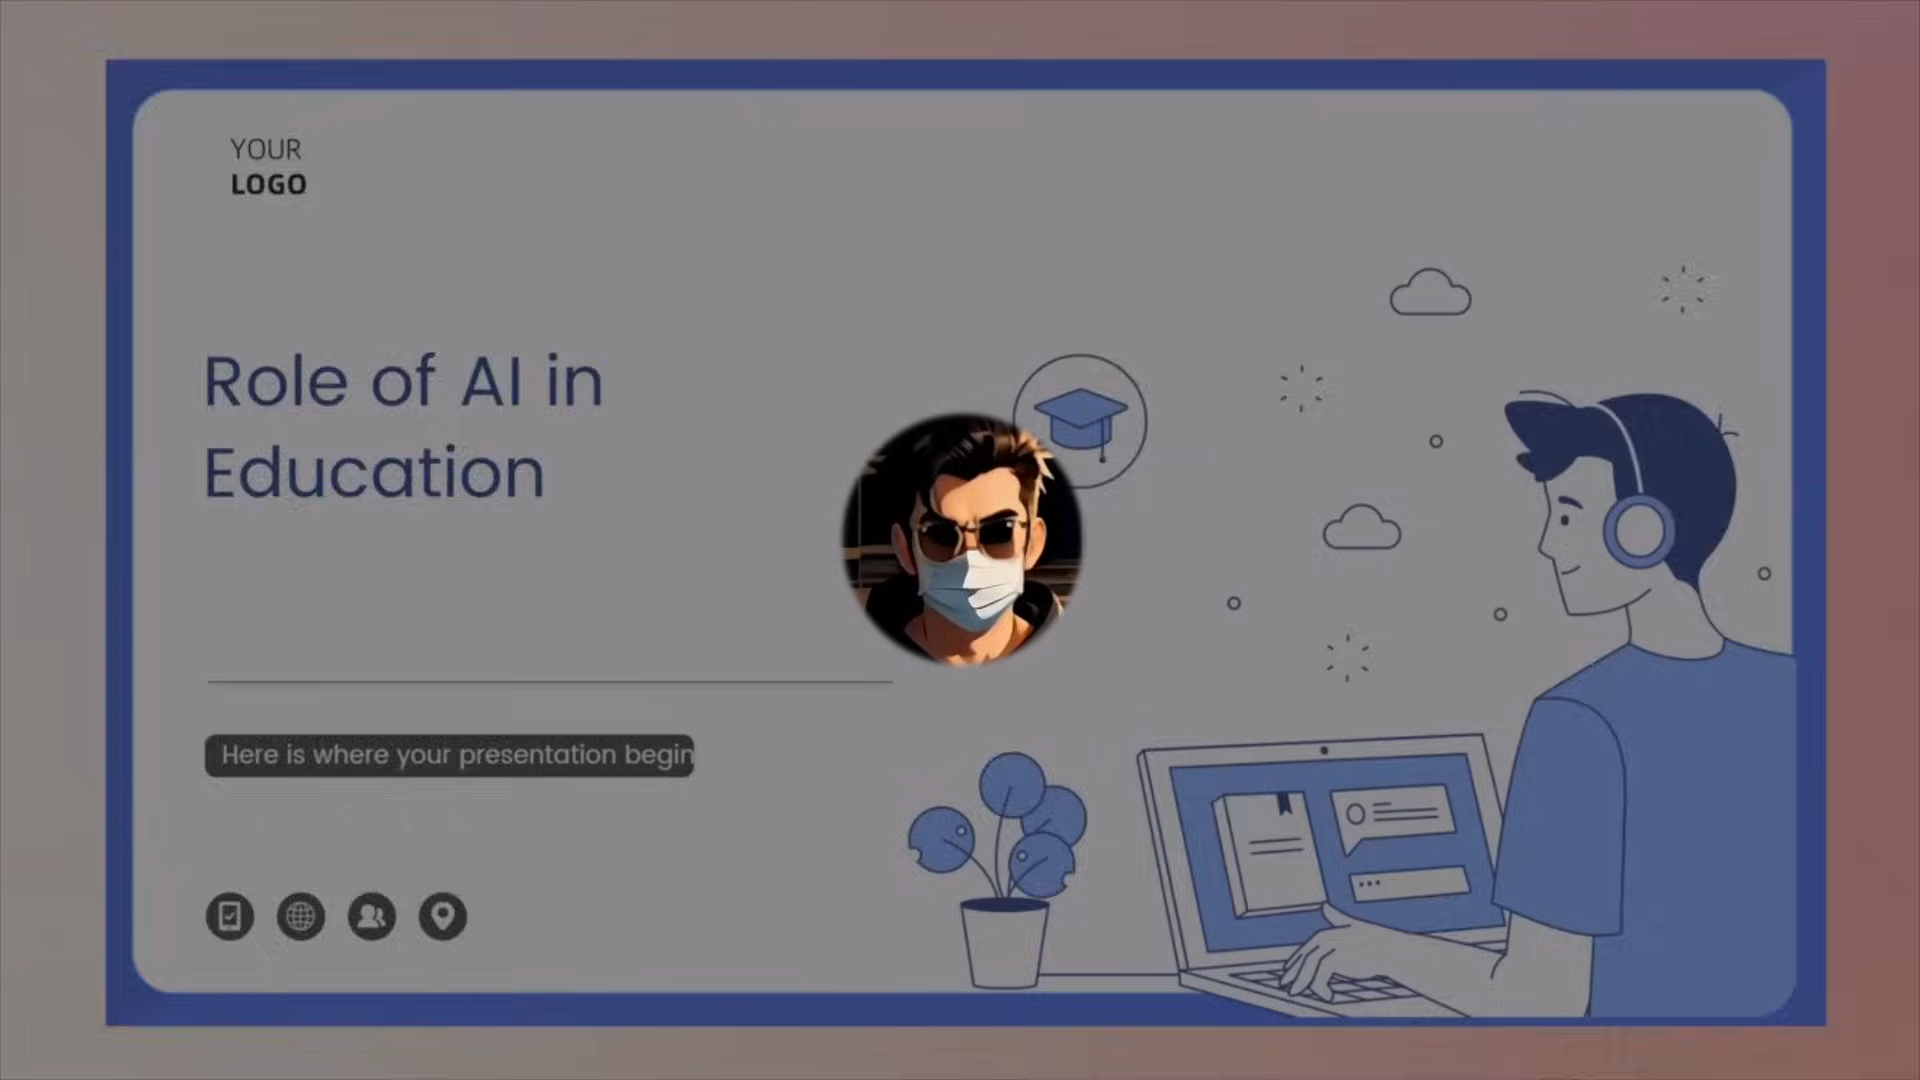 YOUR
LOGO
Role of AI in
Education
Here is where your presentation begin